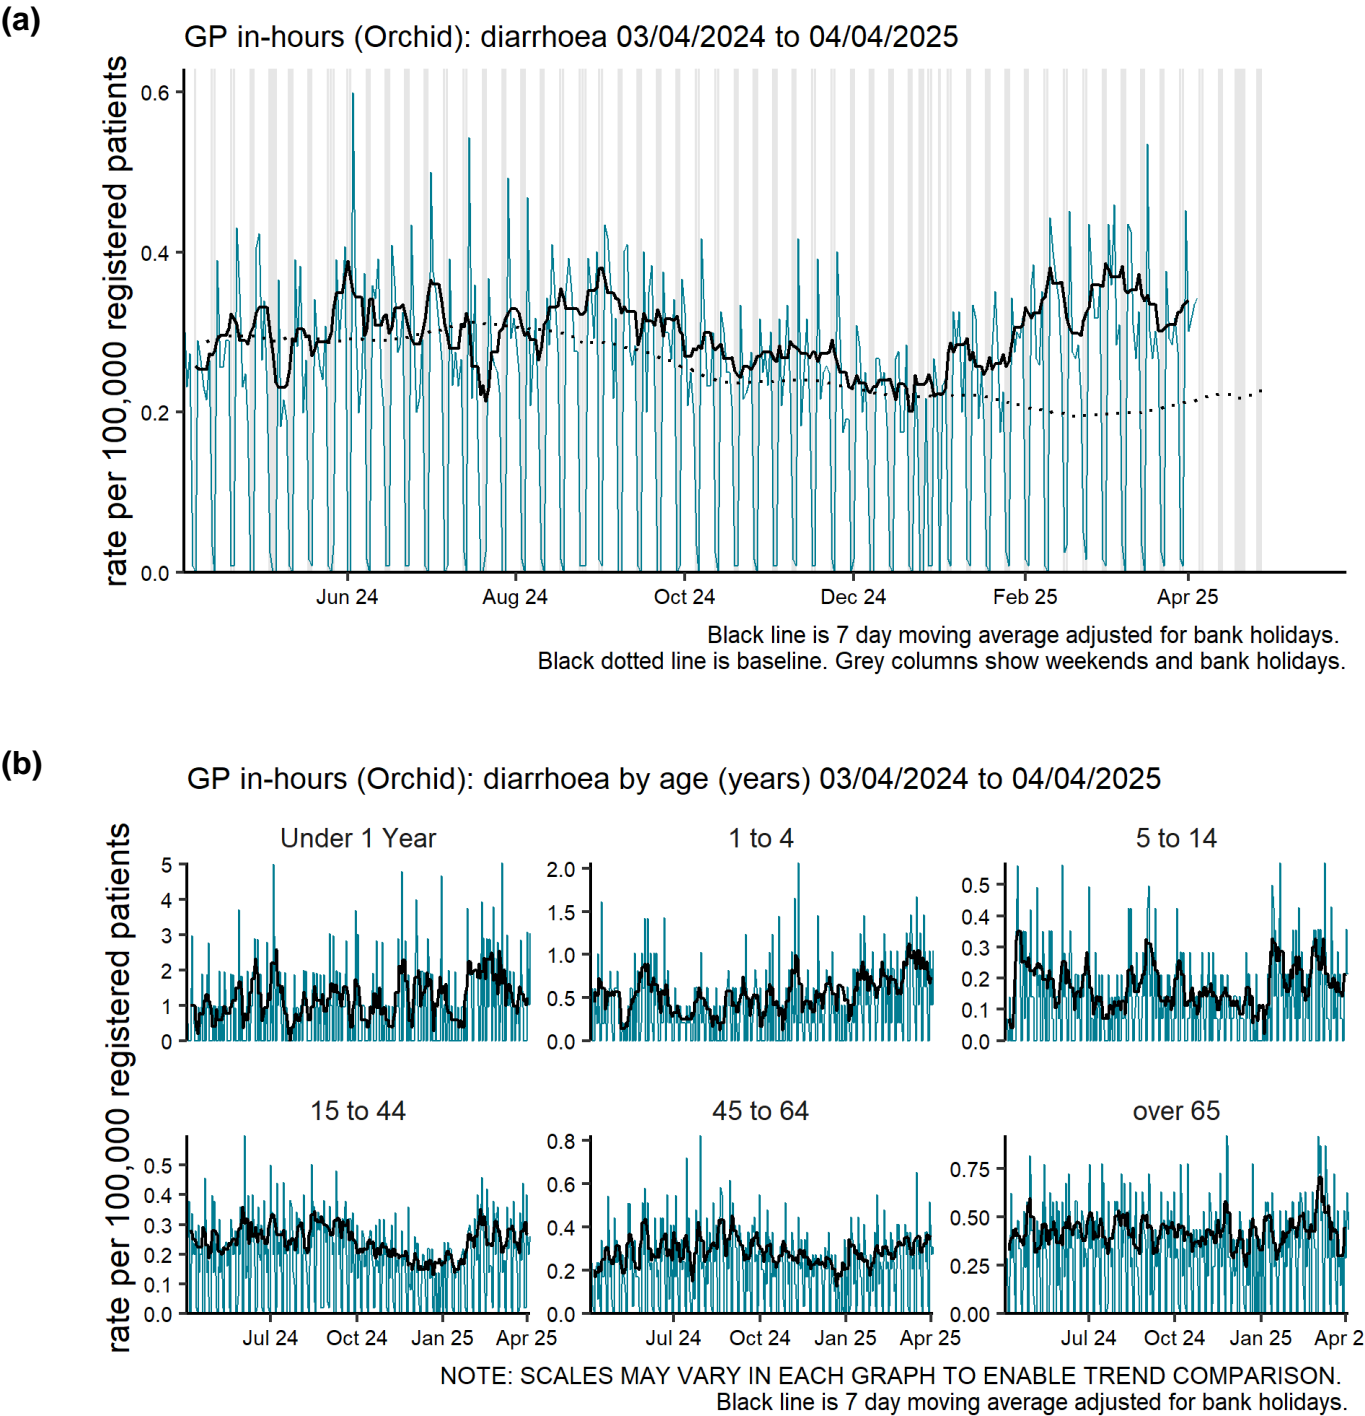 (a)
GP in-hours (Orchid): diarrhoea 03/04/2024 to 04/04/2025
rate per 100,000 registered patients
0.6
0.4
0.2
0.0
Jun 24 Aug 24 Oct 24 Dec 24 Feb 25 Apr 25
Black line is 7 day moving average adjusted for bank holidays.
Black dotted line is baseline. Grey columns show weekends and bank holidays.
(b)
GP in-hours (Orchid): diarrhoea by age (years) 03/04/2024 to 04/04/2025
rate per 100,000 registered patients
Under 1 Year
5
4
3
2
1
0
1 to 4
2.0
1.5
1.0
0.5
0.0
5 to 14
0.5
0.4
0.3
0.2
0.1
0.0
15 to 44
0.5
0.4
0.3
0.2
0.1
0.0
Jul 24 Oct 24 Jan 25 Apr 25
45 to 64
0.8
0.6
0.4
0.2
0.0
Jul 24 Oct 24 Jan 25 Apr 25
over 65
0.75
0.50
0.25
0.00
Jul 24 Oct 24 Jan 25 Apr 2
NOTE: SCALES MAY VARY IN EACH GRAPH TO ENABLE TREND COMPARISON.
Black line is 7 day moving average adjusted for bank holidays.